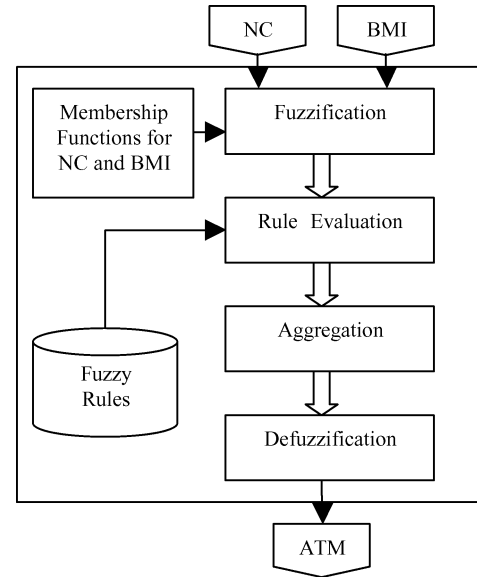 NC
BMI
Membership
Functions for
NC and BMI
Fuzzification
Rule Evaluation
Aggregation
Fuzzy
Rules
Defuzzification
ATM